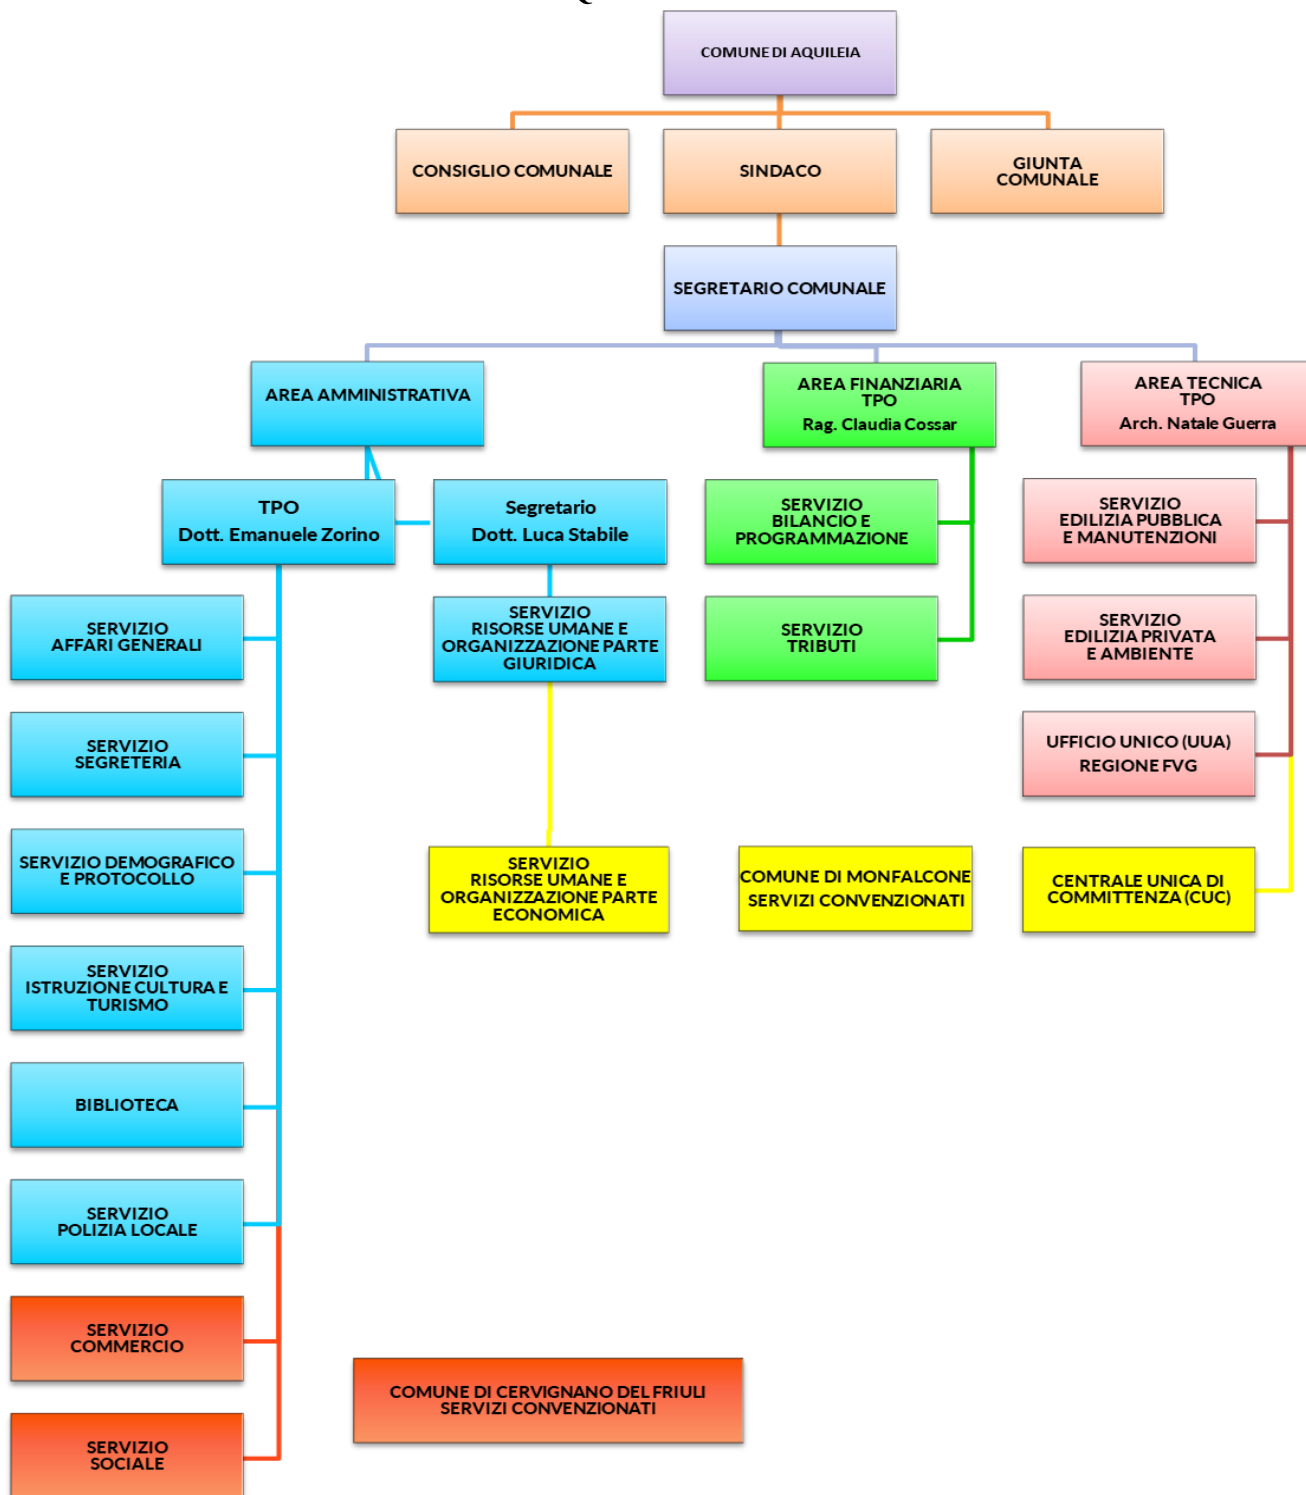 COMUNE DI AQUILEIA
CONSIGLIO COMUNALE
SINDACO
GIUNTA
COMUNALE
SEGRETARIO COMUNALE
AREA AMMINISTRATIVA
AREA FINANZIARIA
TPO
Rag. Claudia Cossar
AREA TECNICA
TPO
Arch. Natale Guerra
TPO
Dott. Emanuele Zorino
Segretario
Dott. Luca Stabile
SERVIZIO
BILANCIO E
PROGRAMMAZIONE
SERVIZIO
EDILIZIA PUBBLICA
E MANUTENZIONI
SERVIZIO
AFFARI GENERALI
SERVIZIO
RISORSE UMANE E
ORGANIZZAZIONE PARTE
GIURIDICA
SERVIZIO
TRIBUTI
SERVIZIO
EDILIZIA PRIVATA
E AMBIENTE
SERVIZIO
SEGRETERIA
UFFICIO UNICO (UUA)
REGIONE FVG
SERVIZIO DEMOGRAFICO
E PROTOCOLLO
SERVIZIO
RISORSE UMANE E
ORGANIZZAZIONE PARTE
ECONOMICA
COMUNE DI MONFALCONE
SERVIZI CONVENZIONATI
CENTRALE UNICA DI
COMMITTENZA (CUC)
SERVIZIO
ISTRUZIONE CULTURA E
TURISMO
BIBLIOTECA
SERVIZIO
POLIZIA LOCALE
SERVIZIO
COMMERCIO
COMUNE DI CERVIGNANO DEL FRIULI
SERVIZI CONVENZIONATI
SERVIZIO
SOCIALE